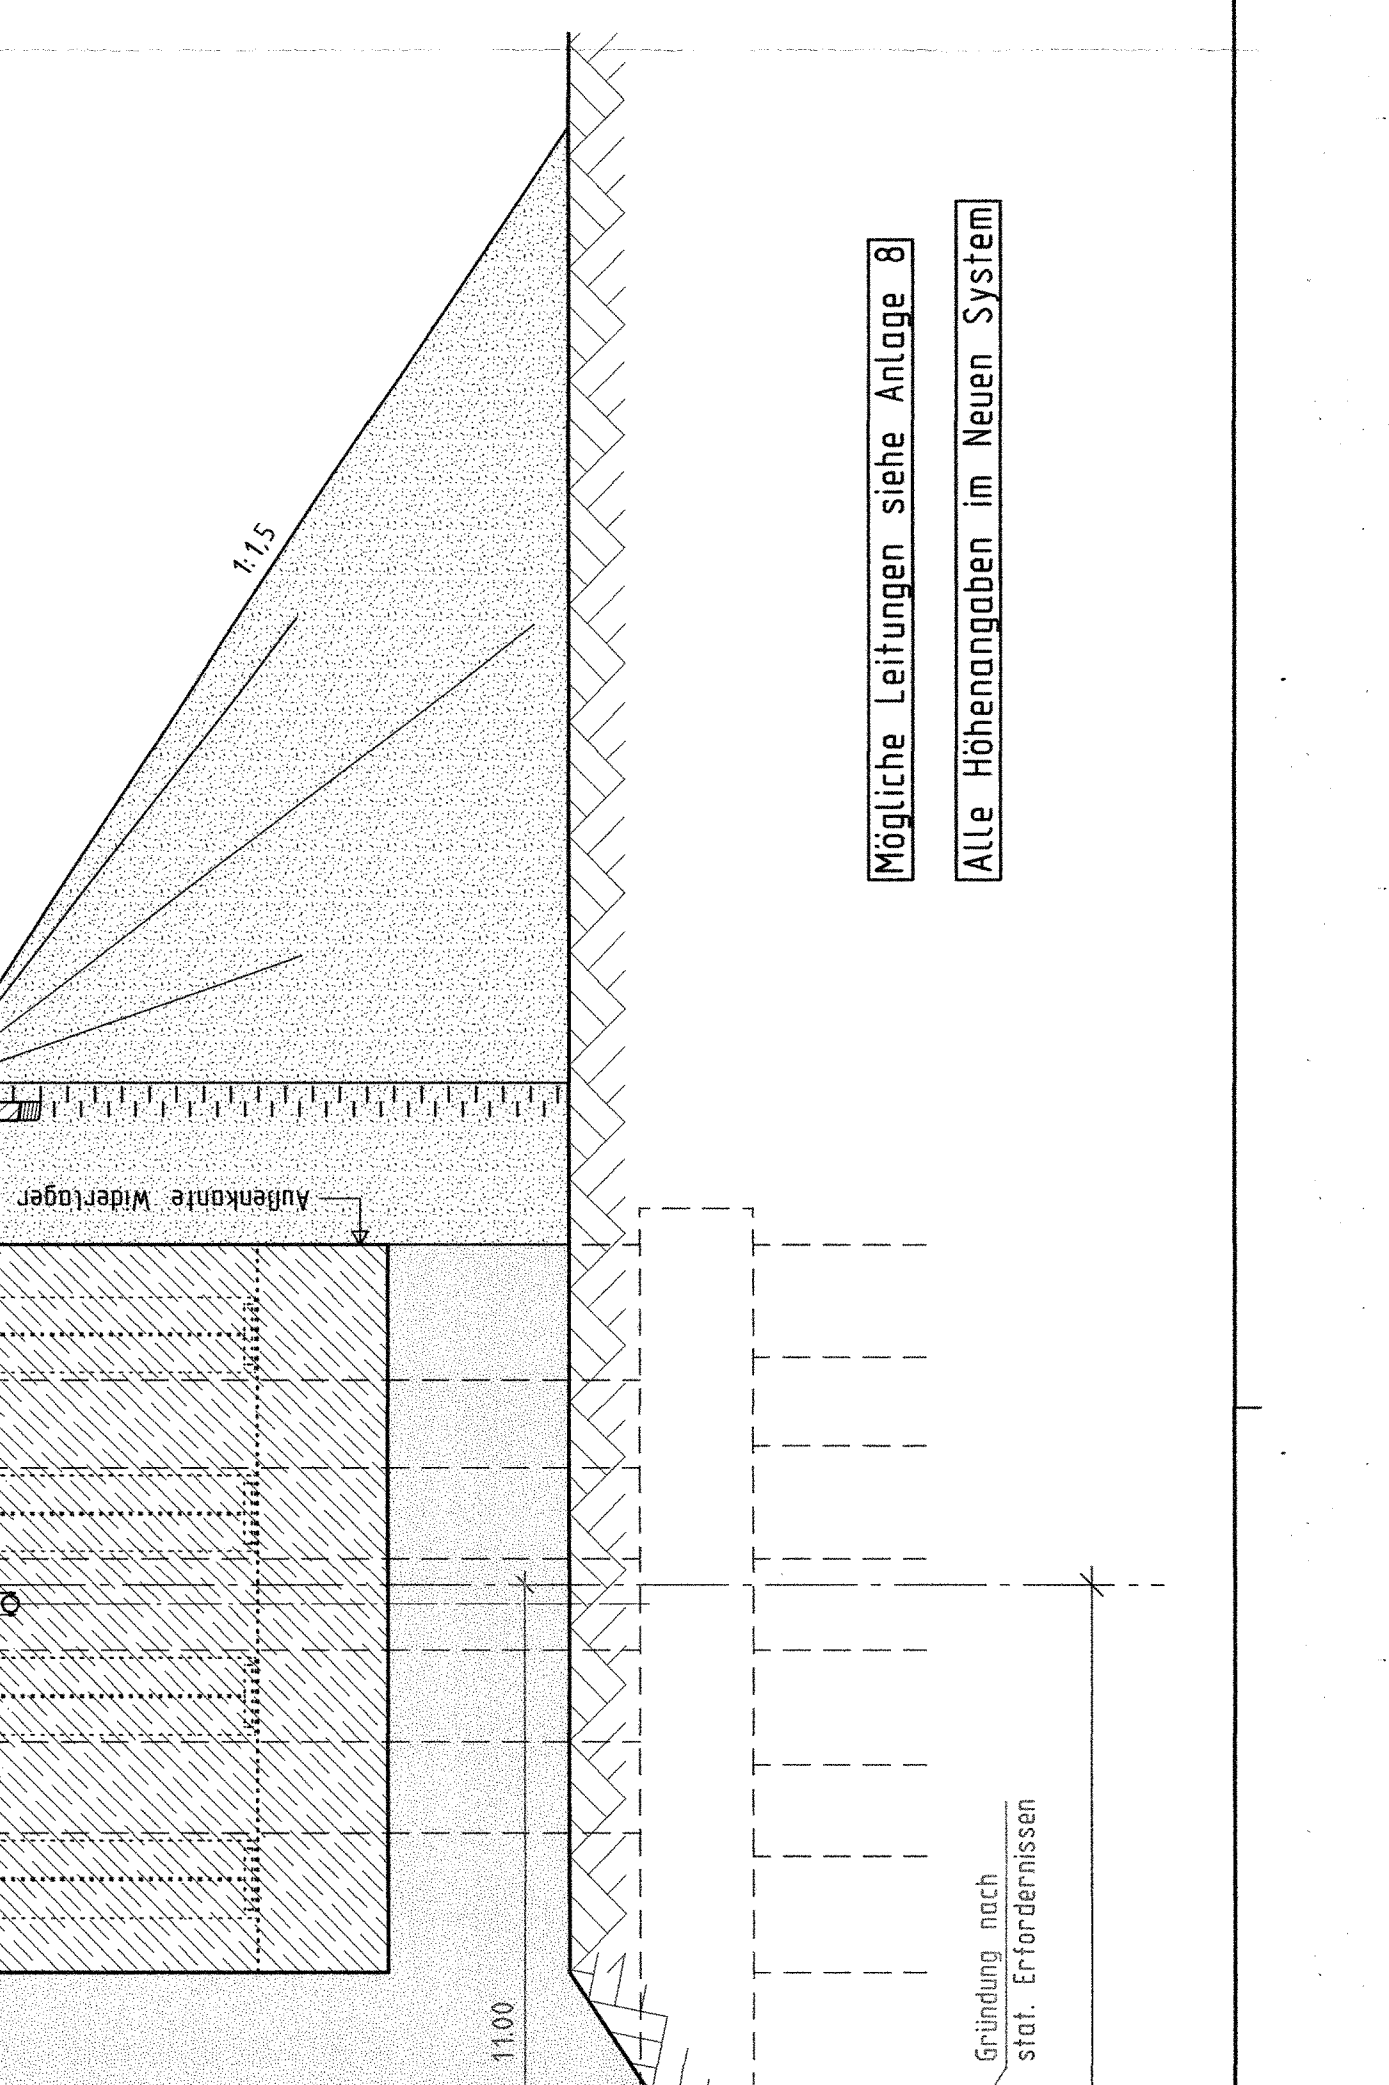 Mögliche Leitungen siehe Anlage 8
Alle Höhenangaben im Neuen System
1:1,5
Außenkante Widerlager
11.00
Gründung nach
stat. Erfordernissen